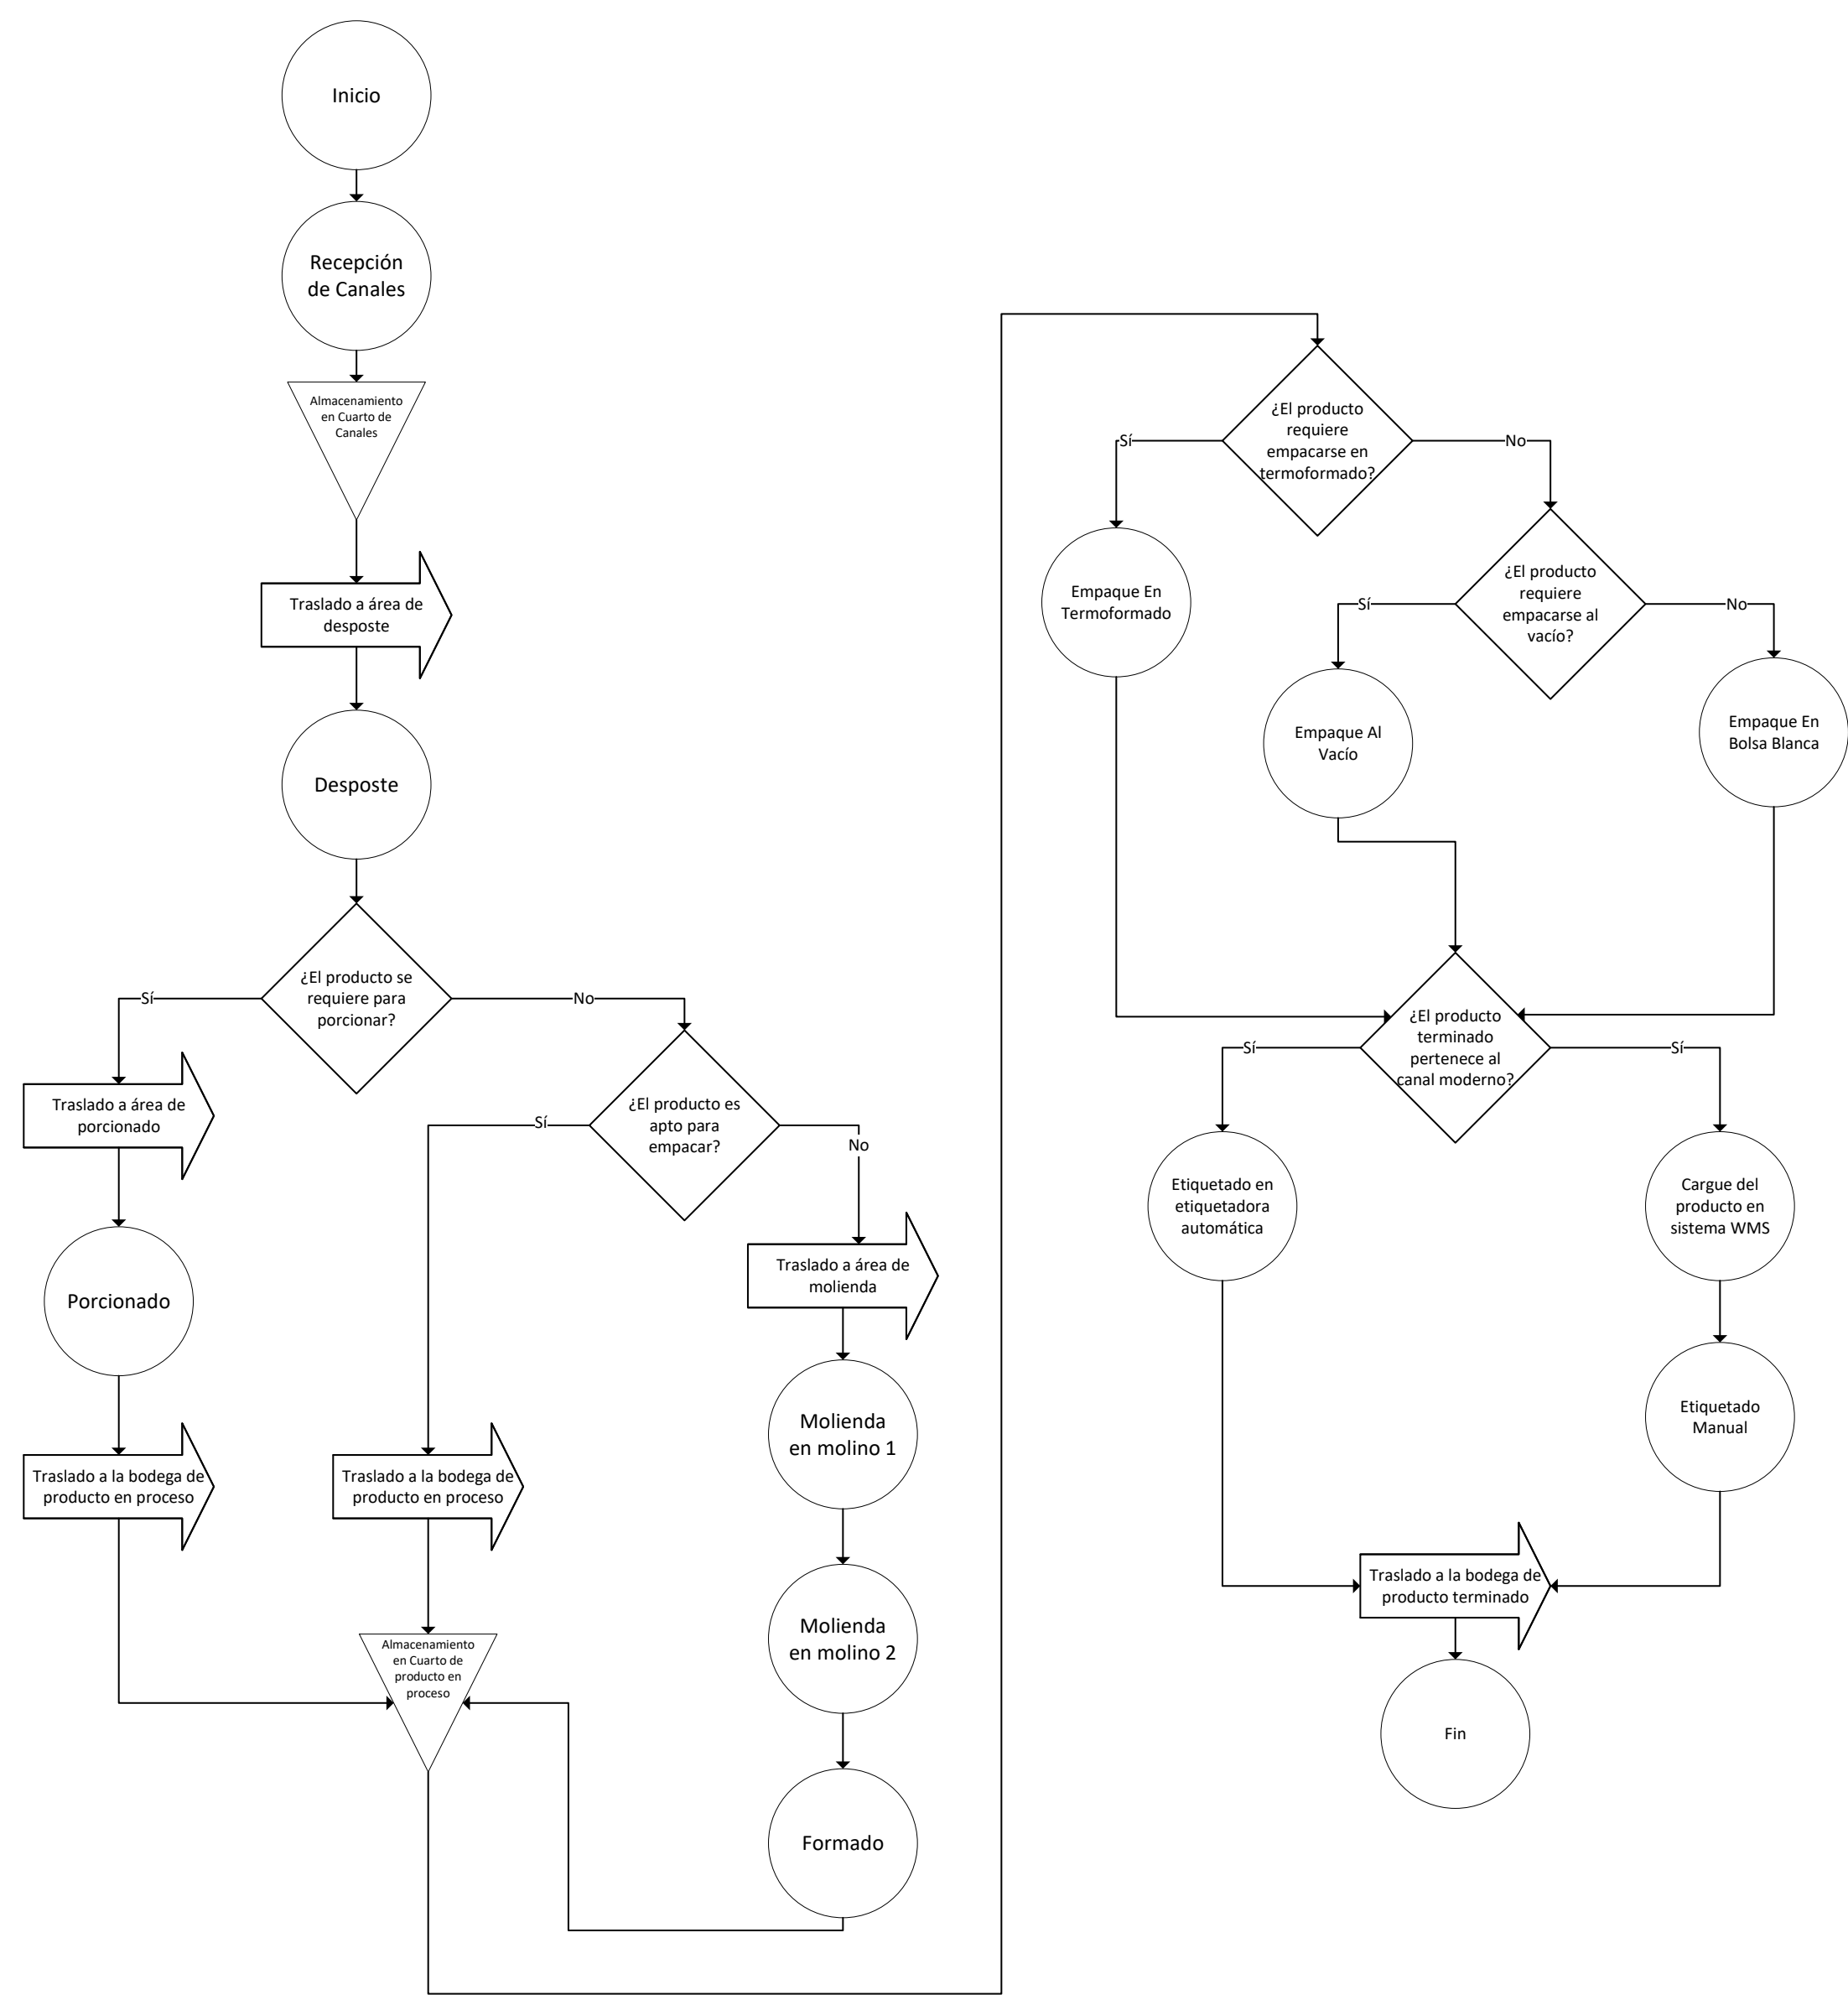 Inicio
Recepción
de Canales
Almacenamiento
en Cuarto de
Canales
Traslado a área de
desposte
Desposte
¿El producto se
requiere para
porcionar?
Sí
No
Traslado a área de
porcionado
Porcionado
Traslado a la bodega de
producto en proceso
¿El producto es
apto para
empacar?
Sí
No
Traslado a la bodega de
producto en proceso
Almacenamiento
en Cuarto de
producto en
proceso
Traslado a área de
molienda
Molienda
en molino 1
Molienda
en molino 2
Formado
¿El producto
requiere
empacarse en
termoformado?
Sí
No
Empaque En
Termoformado
¿El producto
requiere
empacarse al
vacío?
Sí
No
Empaque Al
Vacío
Empaque En
Bolsa Blanca
¿El producto
terminado
pertenece al
canal moderno?
Sí
Sí
Etiquetado en
etiquetadora
automática
Cargue del
producto en
sistema WMS
Etiquetado
Manual
Traslado a la bodega de
producto terminado
Fin